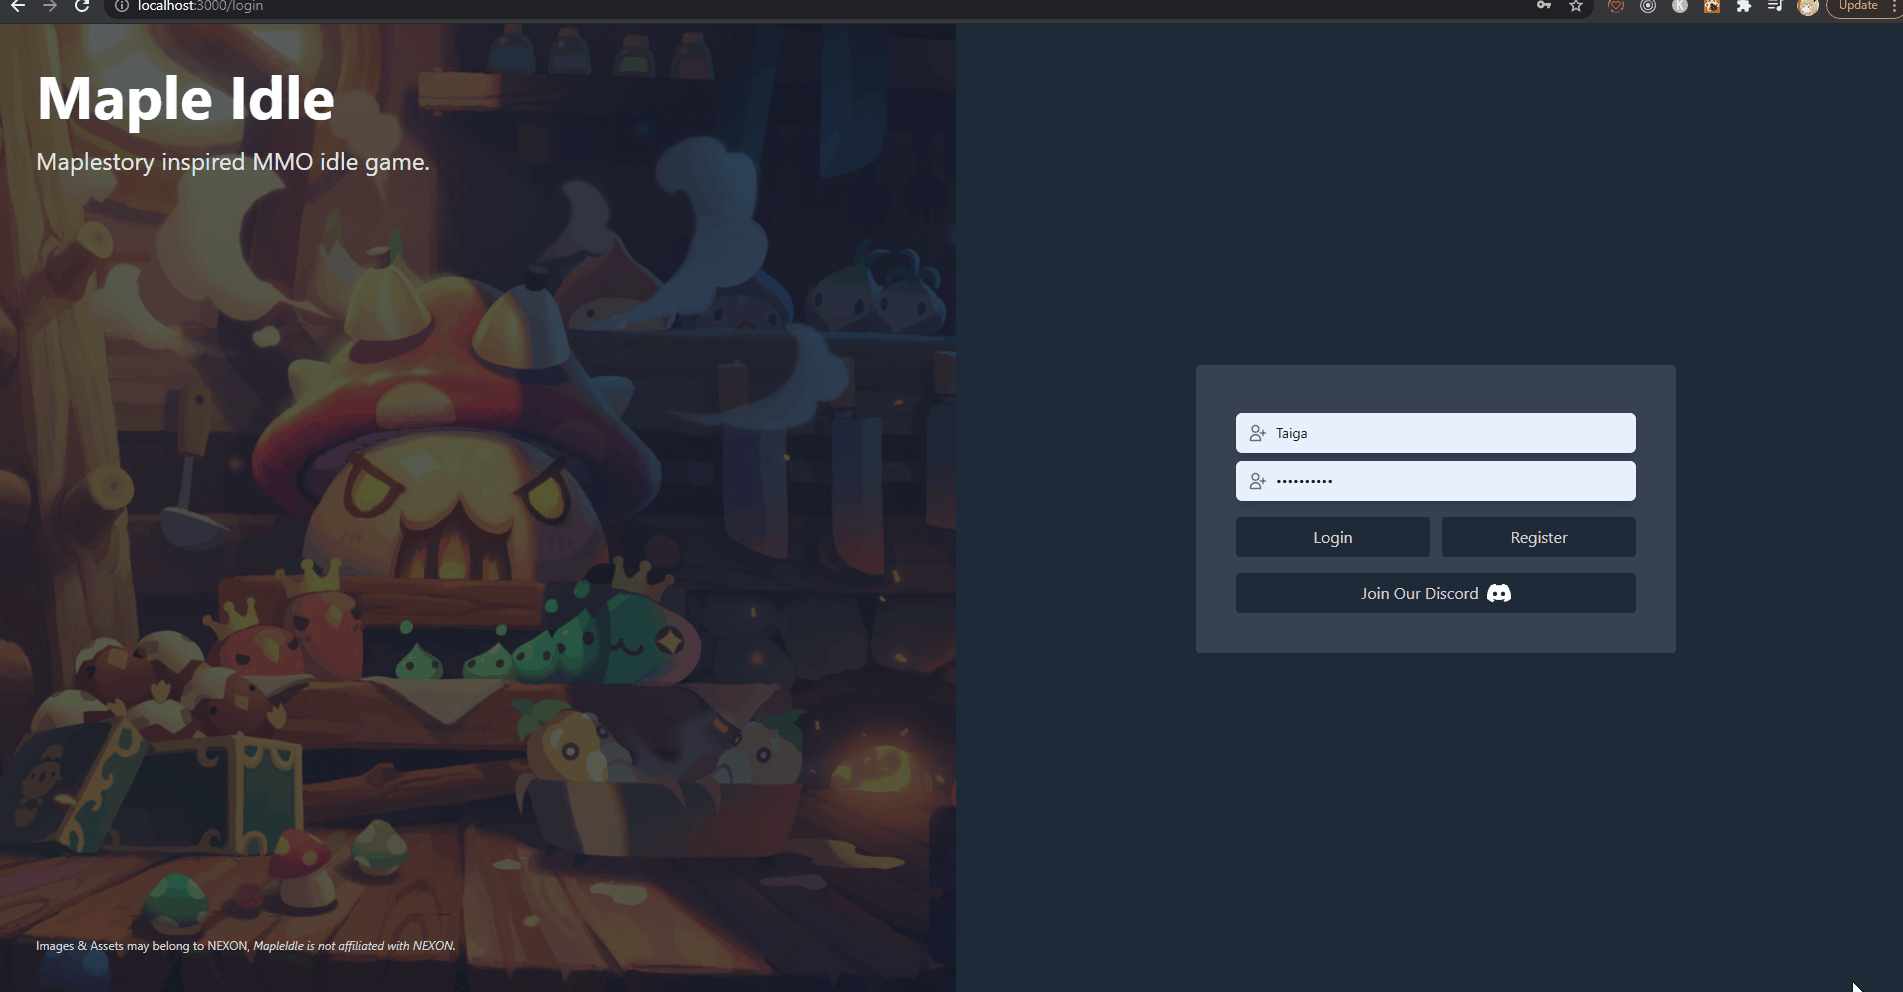 localhost:3000/login
Update
Maple Idle
Maplestory inspired MMO idle game.
Taiga
••••••••••
Login
Register
Join Our Discord
Images & Assets may belong to NEXON, MapleIdle is not affiliated with NEXON.